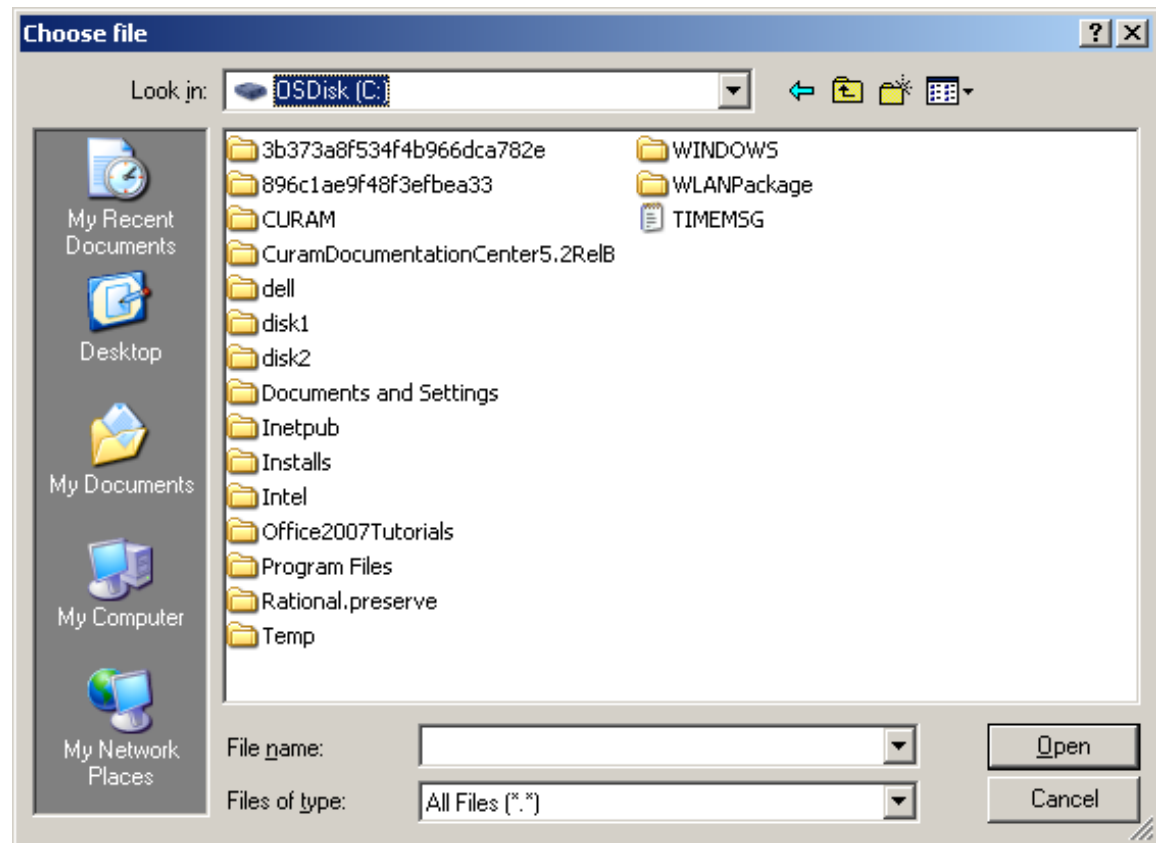 Choose file
Look in:
OSDisk (C:)
My Recent
Documents
Desktop
My Documents
My Computer
My Network
Places
3b373a8f534f4b966dca782e
896c1ae9f48f3efbea33
CURAM
CuramDocumentationCenter5.2RelB
dell
disk1
disk2
Documents and Settings
Inetpub
Installs
Intel
Office2007Tutorials
Program Files
Rational.preserve
Temp
WINDOWS
WLANPackage
TIMEMSG
File name:
Open
Files of type:
All Files (*.*)
Cancel